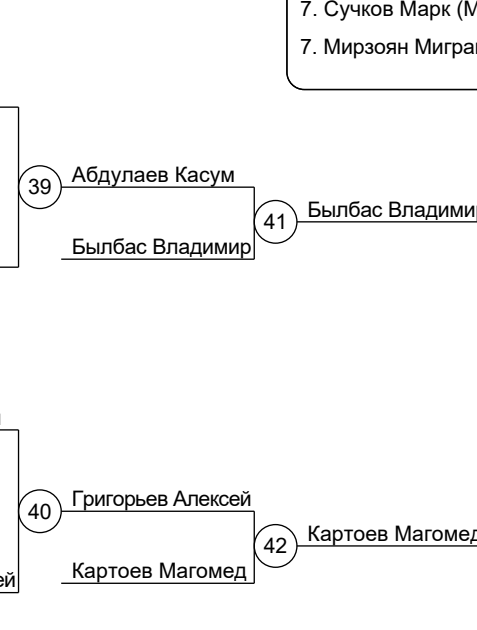 7. Сучков Марк (М
7. Мирзоян Мигра
39
Абдулаев Касум
41
Былбас Владимир
Былбас Владимир
40
Григорьев Алексей
42
Картоев Магомед
Картоев Магомед
ей